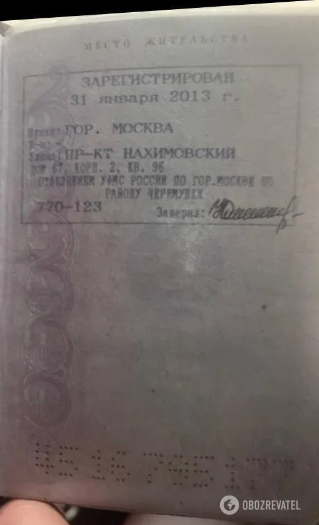 МЕСТО ЖИТЕЛЬСТВА
ЗАРЕГИСТРИРОВАН
31 января 2013 г.
ГОР. МОСКВА
ПР-КТ НАХИМОВСКИЙ
ДОМ 67, КОРП. 2, КВ. 96
ОТДЕЛЕНИЕМ УФМС РОССИИ ПО ГОР. МОСКВЕ ПО
РАЙОНУ ЧЕРЕМУШКИ
770-123 Заверил:
OBOZREVATEL